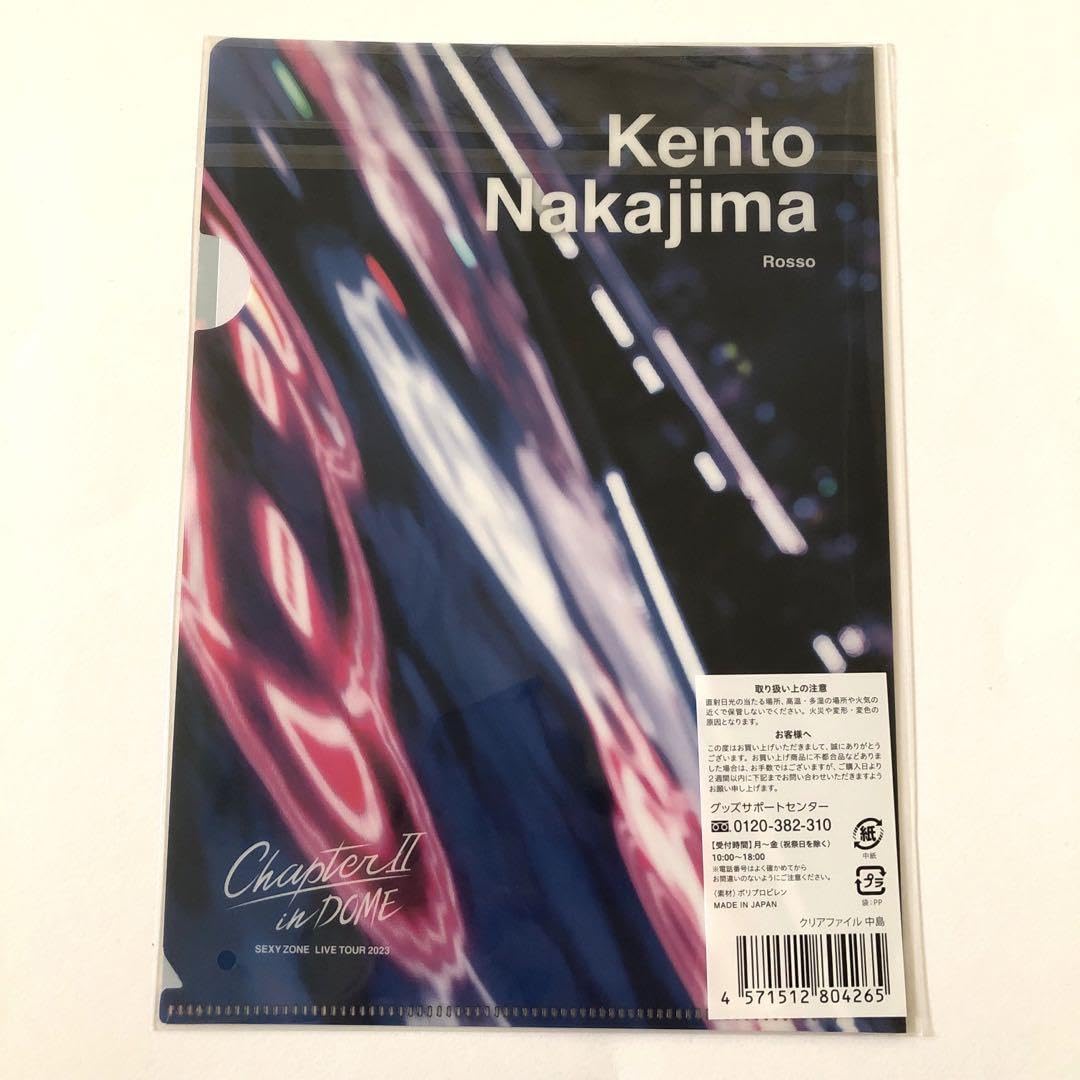 Kento
Nakajima
Rosso
取り扱い上の注意
直射日光の当たる場所、高温・多湿の場所や火気の
近くで保管しないでください。火災や変形・変色の
原因となります。
お客様へ
この度はお買い上げいただきまして、誠にありがとう
ございます。お買い上げ商品に不都合品などありま
した場合は、お手数ではございますが、ご購入日より
2週間以内に下記までお問い合わせいただきますよう
お願い申し上げます。
グッズサポートセンター
0120-382-310
【受付時間】月～金(祝祭日を除く)
10:00～18:00
※電話番号はよく確かめてから
お間違いのないようにご注意ください。
紙
中紙
プラ
袋:PP
〈素材〉ポリプロピレン
MADE IN JAPAN
クリアファイル 中島
4 571512 804265
Chapter II
in DOME
SEXY ZONE LIVE TOUR 2023